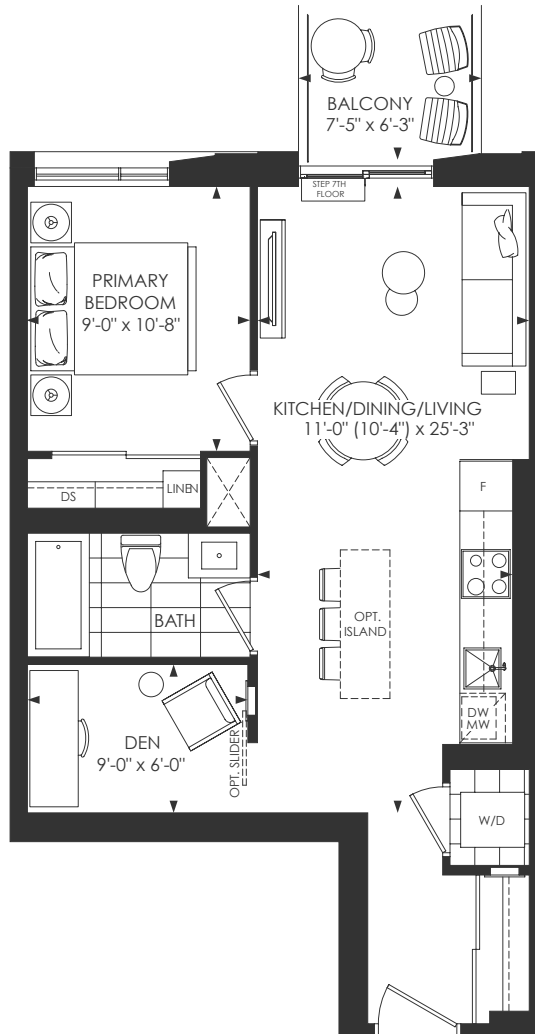 BALCONY
7'-5" x 6'-3"
STEP 7TH
FLOOR
PRIMARY
BEDROOM
9'-0" x 10'-8"
KITCHEN/DINING/LIVING
11'-0" (10'-4") x 25'-3"
DS
LINEN
F
BATH
OPT.
ISLAND
DW
MW
DEN
9'-0" x 6'-0"
OPT. SLIDER
W/D